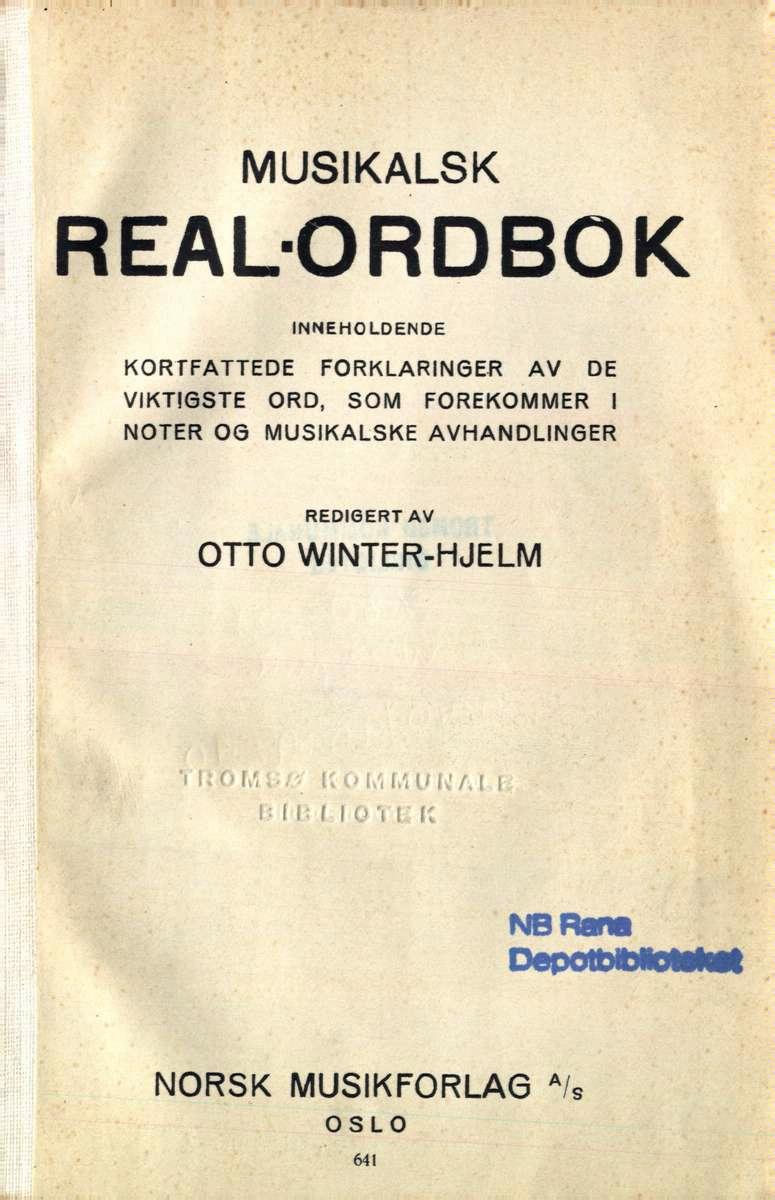 MUSIKALSK
REAL-ORDBOK
INNEHOLDENDE
KORTFATTEDE FORKLARINGER AV DE
VIKTIGSTE ORD, SOM FOREKOMMER I
NOTER OG MUSIKALSKE AVHANDLINGER
REDIGERT AV
OTTO WINTER-HJELM
TROMSØ KOMMUNALE
BIBLIOTEK
NB Rana
Depotbiblioteket
NORSK MUSIKFORLAG A/S
OSLO
641